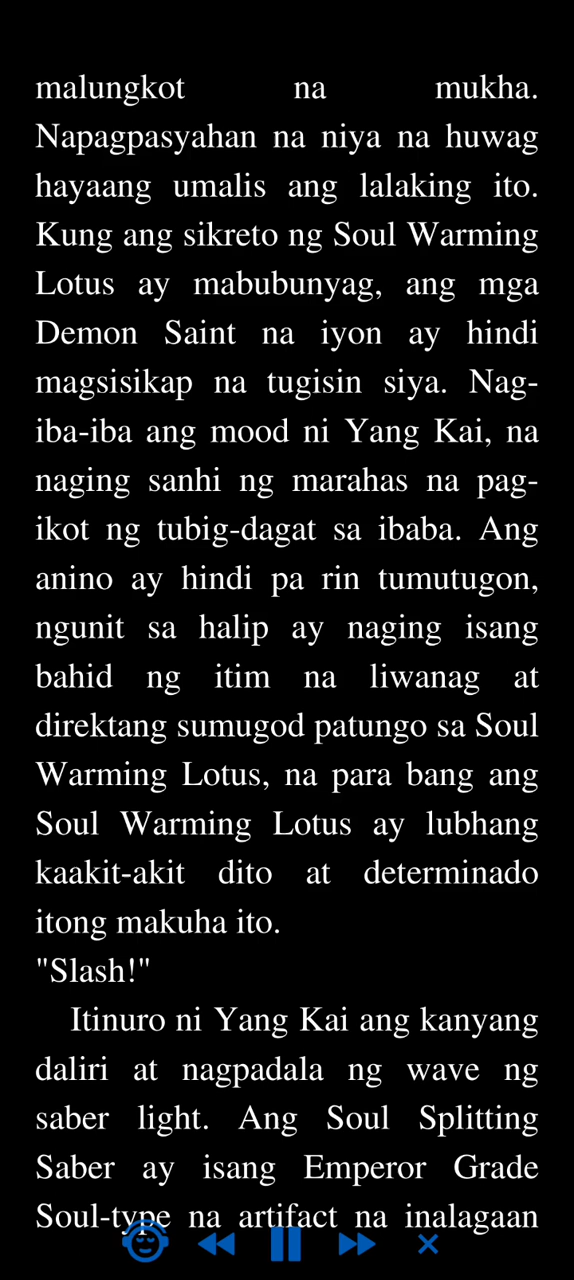 malungkot na mukha.
Napagpasyahan na niya na huwag
hayaang umalis ang lalaking ito.
Kung ang sikreto ng Soul Warming
Lotus ay mabubunyag, ang mga
Demon Saint na iyon ay hindi
magsisikap na tugisin siya. Nag-
iba-iba ang mood ni Yang Kai, na
naging sanhi ng marahas na pag-
ikot ng tubig-dagat sa ibaba. Ang
anino ay hindi pa rin tumutugon,
ngunit sa halip ay naging isang
bahid ng itim na liwanag at
direktang sumugod patungo sa Soul
Warming Lotus, na para bang ang
Soul Warming Lotus ay lubhang
kaakit-akit dito at determinado
itong makuha ito.
"Slash!"
Itinuro ni Yang Kai ang kanyang
daliri at nagpadala ng wave ng
saber light. Ang Soul Splitting
Saber ay isang Emperor Grade
Soul-type na artifact na inalagaan